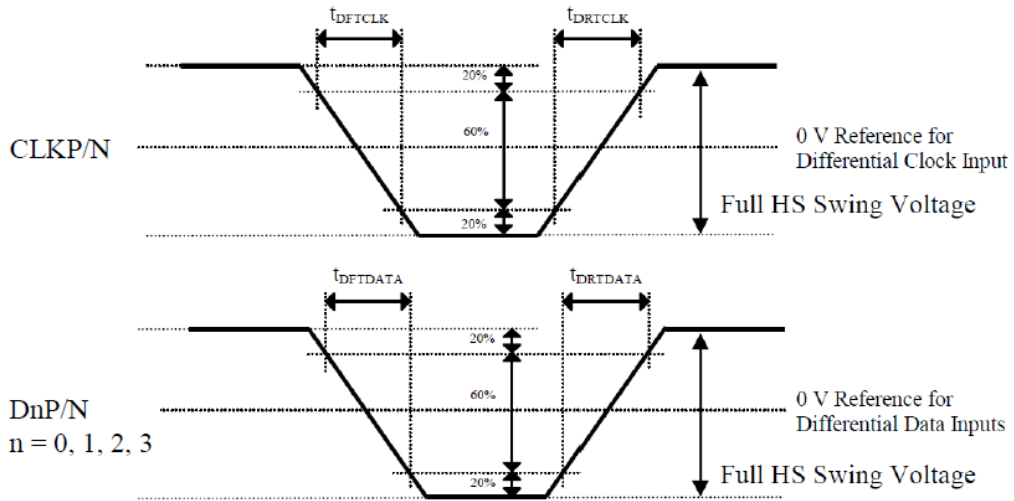 tDFTCLK
tDRTCLK
20%
60%
20%
CLKP/N
0 V Reference for
Differential Clock Input
Full HS Swing Voltage
tDFTDATA
tDRTDATA
20%
60%
20%
DnP/N
n = 0, 1, 2, 3
0 V Reference for
Differential Data Inputs
Full HS Swing Voltage